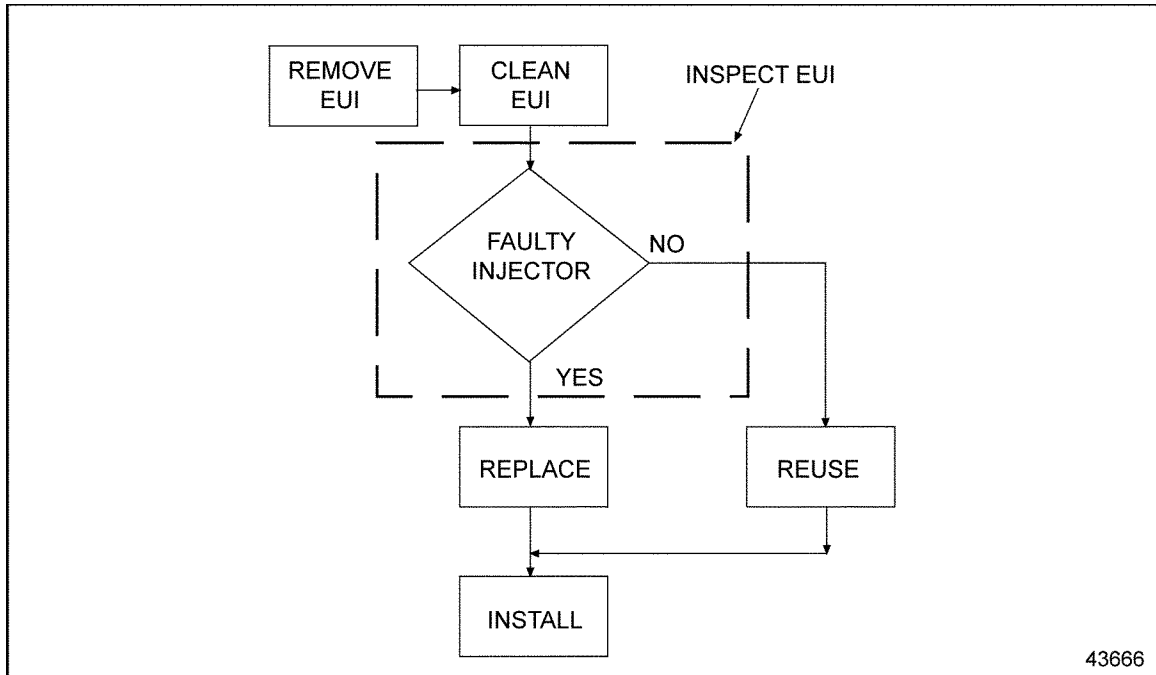 REMOVE
EUI
CLEAN
EUI
INSPECT EUI
FAULTY
INJECTOR
NO
YES
REPLACE
REUSE
INSTALL
43666